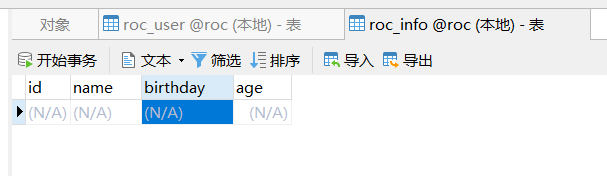 对象 roc_user @roc (本地) - 表 roc_info @roc (本地) - 表
开始事务 文本 筛选 排序 导入 导出
id name birthday age
(N/A) (N/A) (N/A) (N/A)